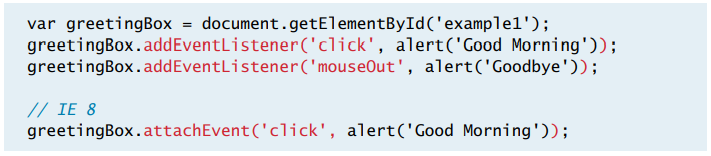 var greetingBox = document.getElementById('example1');
greetingBox.addEventListener('click', alert('Good Morning'));
greetingBox.addEventListener('mouseOut', alert('Goodbye'));
// IE 8
greetingBox.attachEvent('click', alert('Good Morning'));